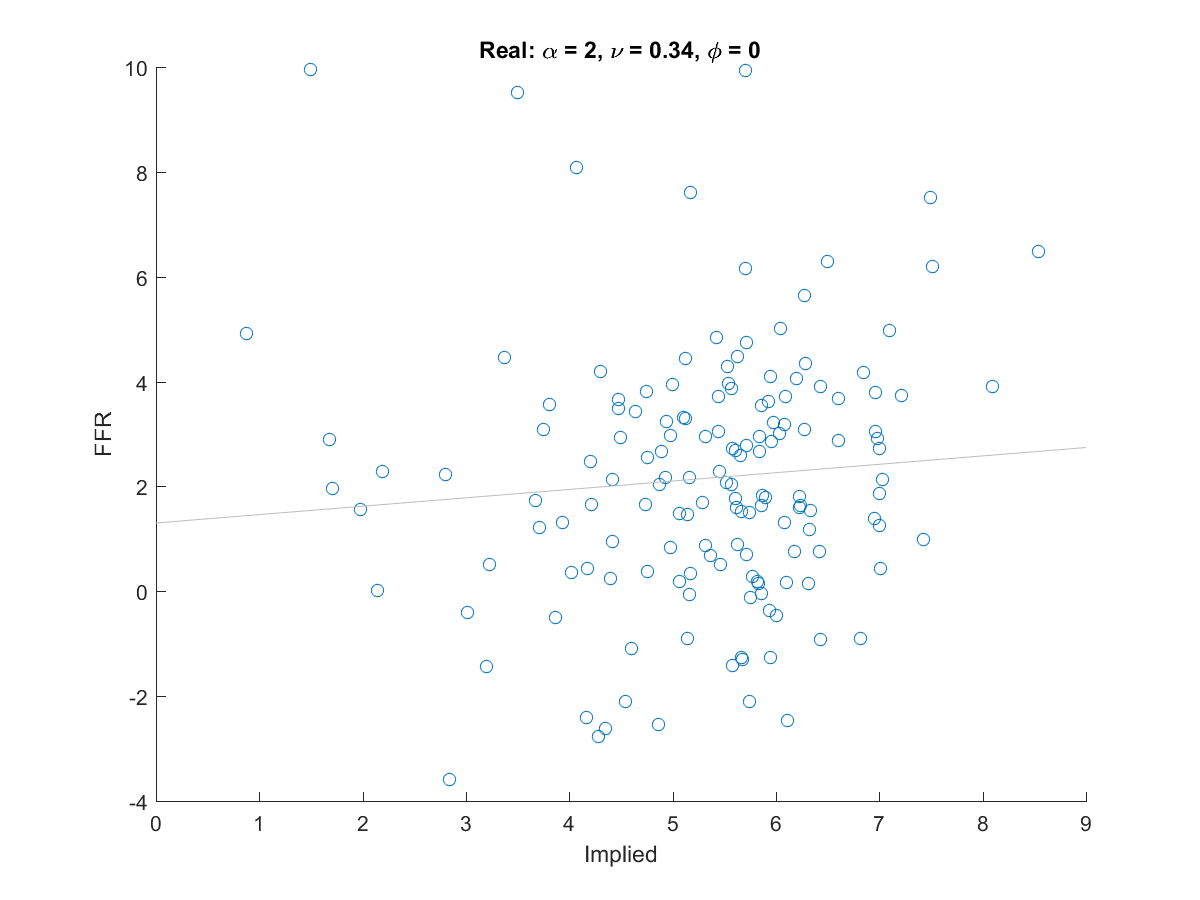 Real: α = 2, ν = 0.34, ϕ = 0
10
8
6
4
2
0
-2
-4
FFR
0 1 2 3 4 5 6 7 8 9
Implied